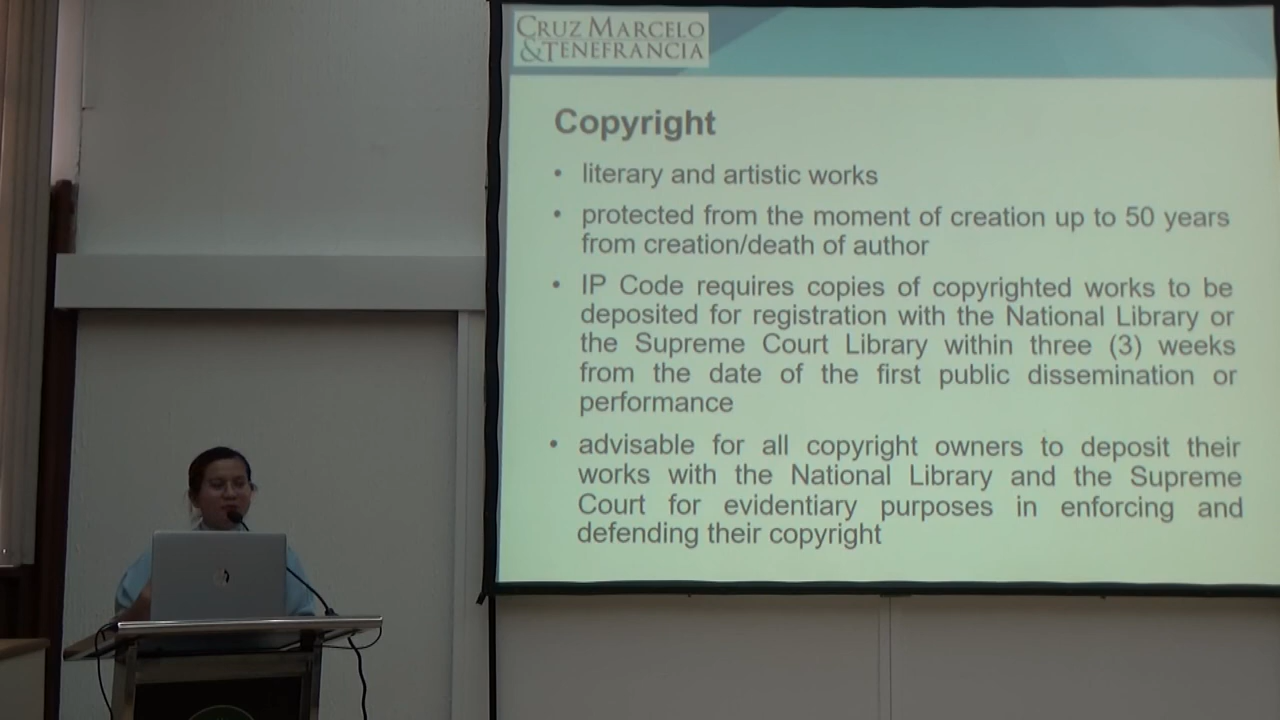 CRUZ MARCELO
& TENEFRANCIA
Copyright
• literary and artistic works
• protected from the moment of creation up to 50 years
from creation/death of author
• IP Code requires copies of copyrighted works to be
deposited for registration with the National Library or
the Supreme Court Library within three (3) weeks
from the date of the first public dissemination or
performance
• advisable for all copyright owners to deposit their
works with the National Library and the Supreme
Court for evidentiary purposes in enforcing and
defending their copyright